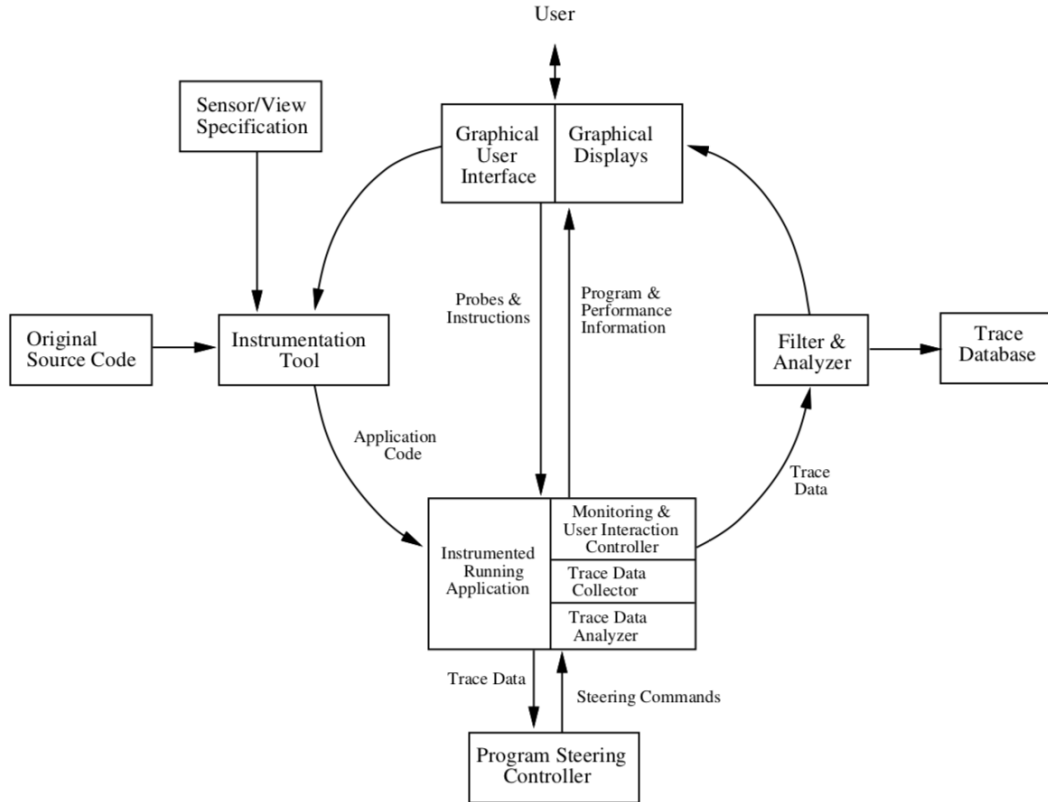 User
Sensor/View
Specification
Graphical
User
Interface
Graphical
Displays
Probes &
Instructions
Program &
Performance
Information
Original
Source Code
Instrumentation
Tool
Filter &
Analyzer
Trace
Database
Application
Code
Trace
Data
Instrumented
Running
Application
Monitoring &
User Interaction
Controller
Trace Data
Collector
Trace Data
Analyzer
Trace Data
Steering Commands
Program Steering
Controller